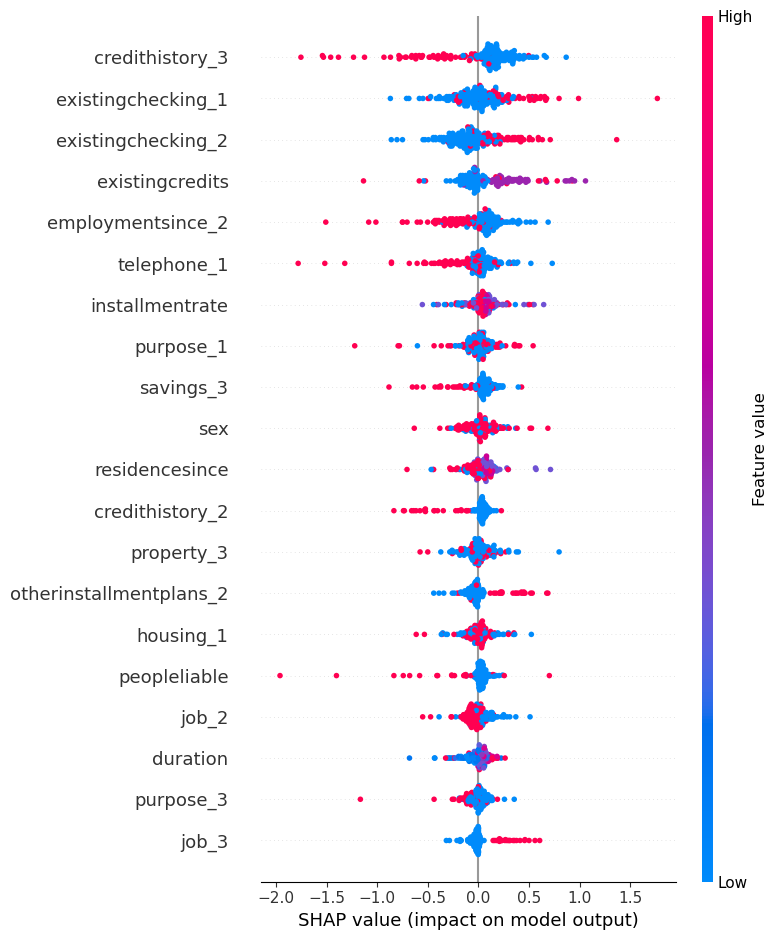 High
credithistory_3
existingchecking_1
existingchecking_2
existingcredits
employmentsince_2
telephone_1
installmentrate
purpose_1
savings_3
sex
residencesince
credithistory_2
property_3
otherinstallmentplans_2
housing_1
peopleliable
job_2
duration
purpose_3
job_3
Feature value
Low
−2.0 −1.5 −1.0 −0.5 0.0 0.5 1.0 1.5
SHAP value (impact on model output)